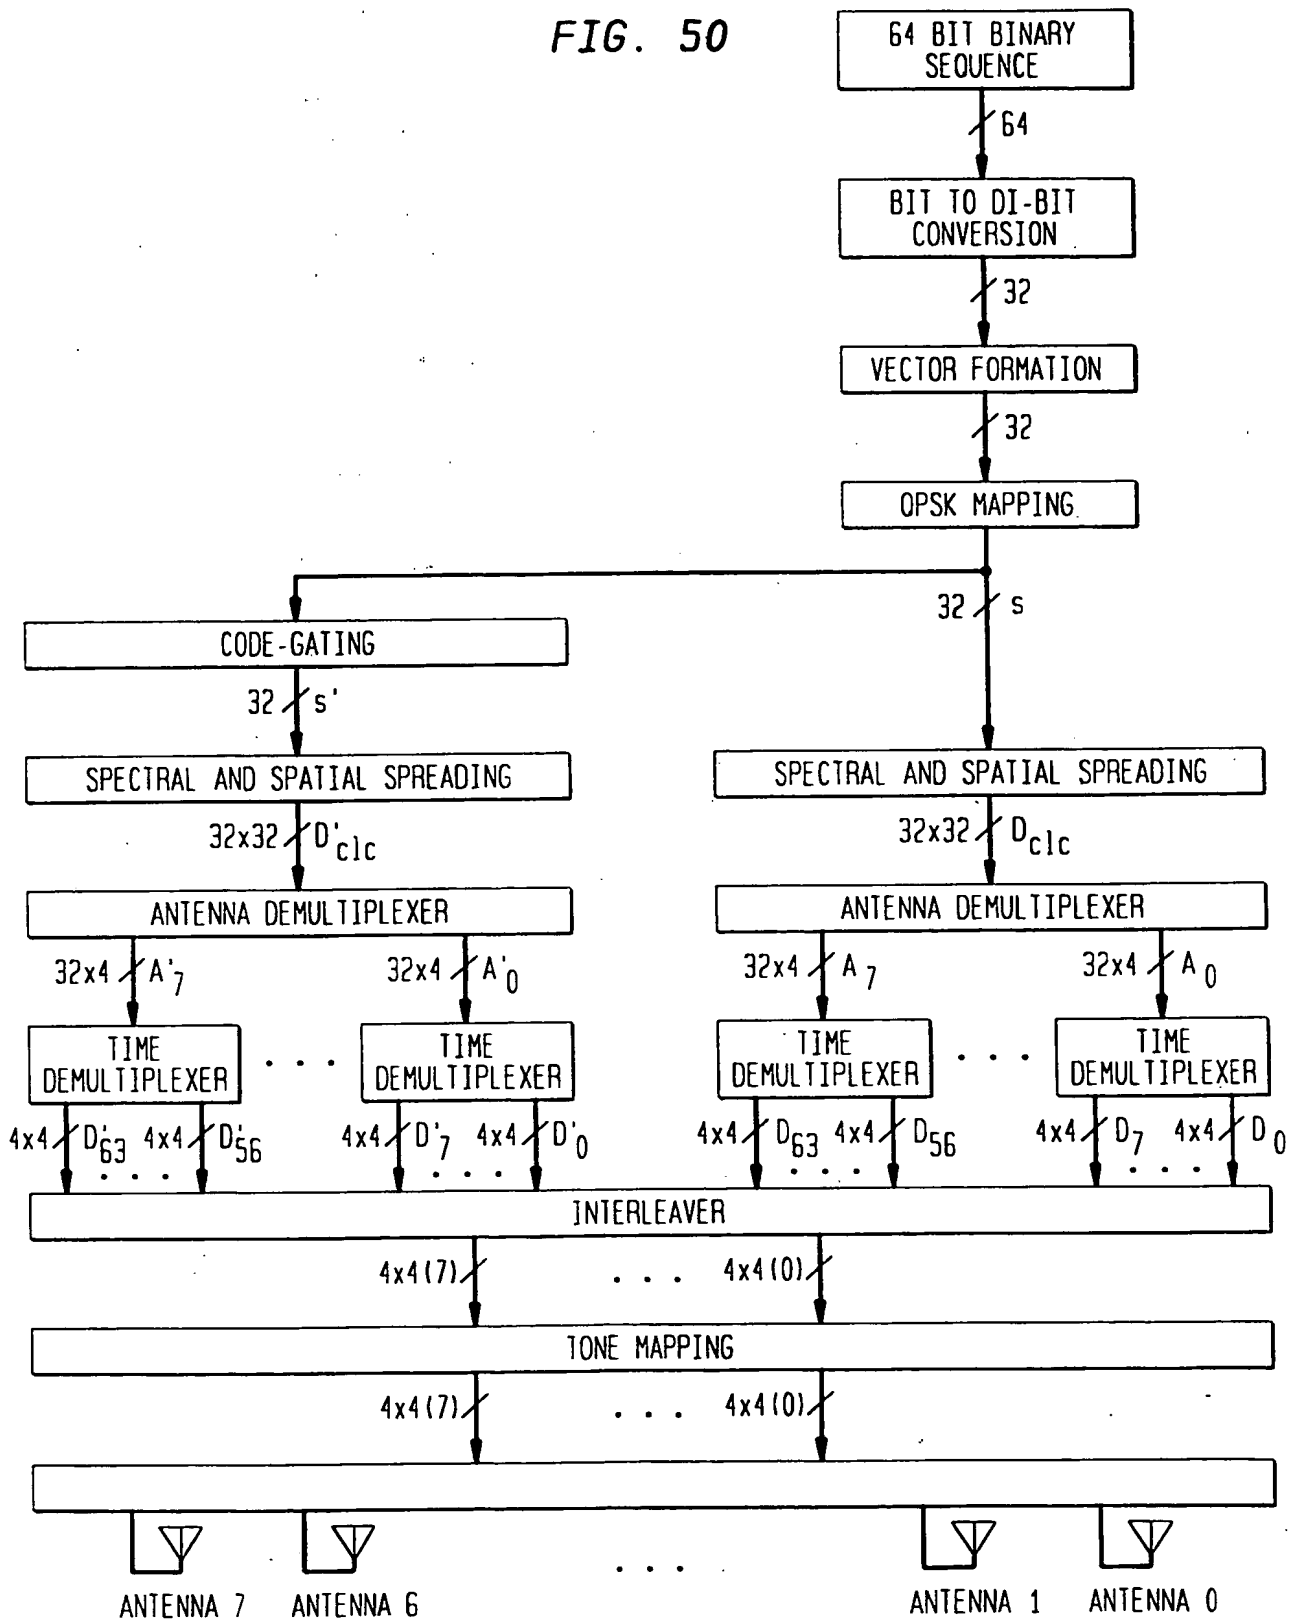 FIG. 50
64 BIT BINARY
SEQUENCE
64
BIT TO DI-BIT
CONVERSION
32
VECTOR FORMATION
32
OPSK MAPPING
32 s
CODE-GATING
32 s'
SPECTRAL AND SPATIAL SPREADING
SPECTRAL AND SPATIAL SPREADING
32x32 D'clc
32x32 Dclc
ANTENNA DEMULTIPLEXER
ANTENNA DEMULTIPLEXER
32x4 A'7
32x4 A'0
32x4 A7
32x4 A0
TIME
DEMULTIPLEXER
. . .
TIME
DEMULTIPLEXER
TIME
DEMULTIPLEXER
. . .
TIME
DEMULTIPLEXER
4x4 D'63 4x4 D'56
4x4 D'7 4x4 D'0
4x4 D63 4x4 D56
4x4 D7 4x4 D0
. . .
. . .
. . .
. . .
INTERLEAVER
4x4(7) . . . 4x4(0)
TONE MAPPING
4x4(7) . . . 4x4(0)
. . .
ANTENNA 7 ANTENNA 6
ANTENNA 1 ANTENNA 0